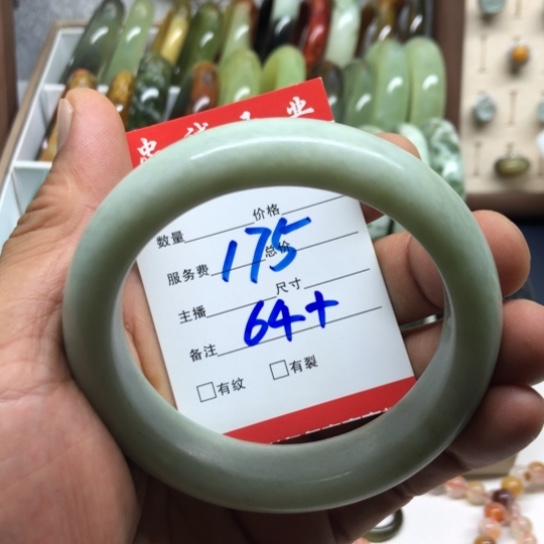 数量 价格
服务费 175 总价
主播 尺寸
64+
备注
□有纹 □有裂